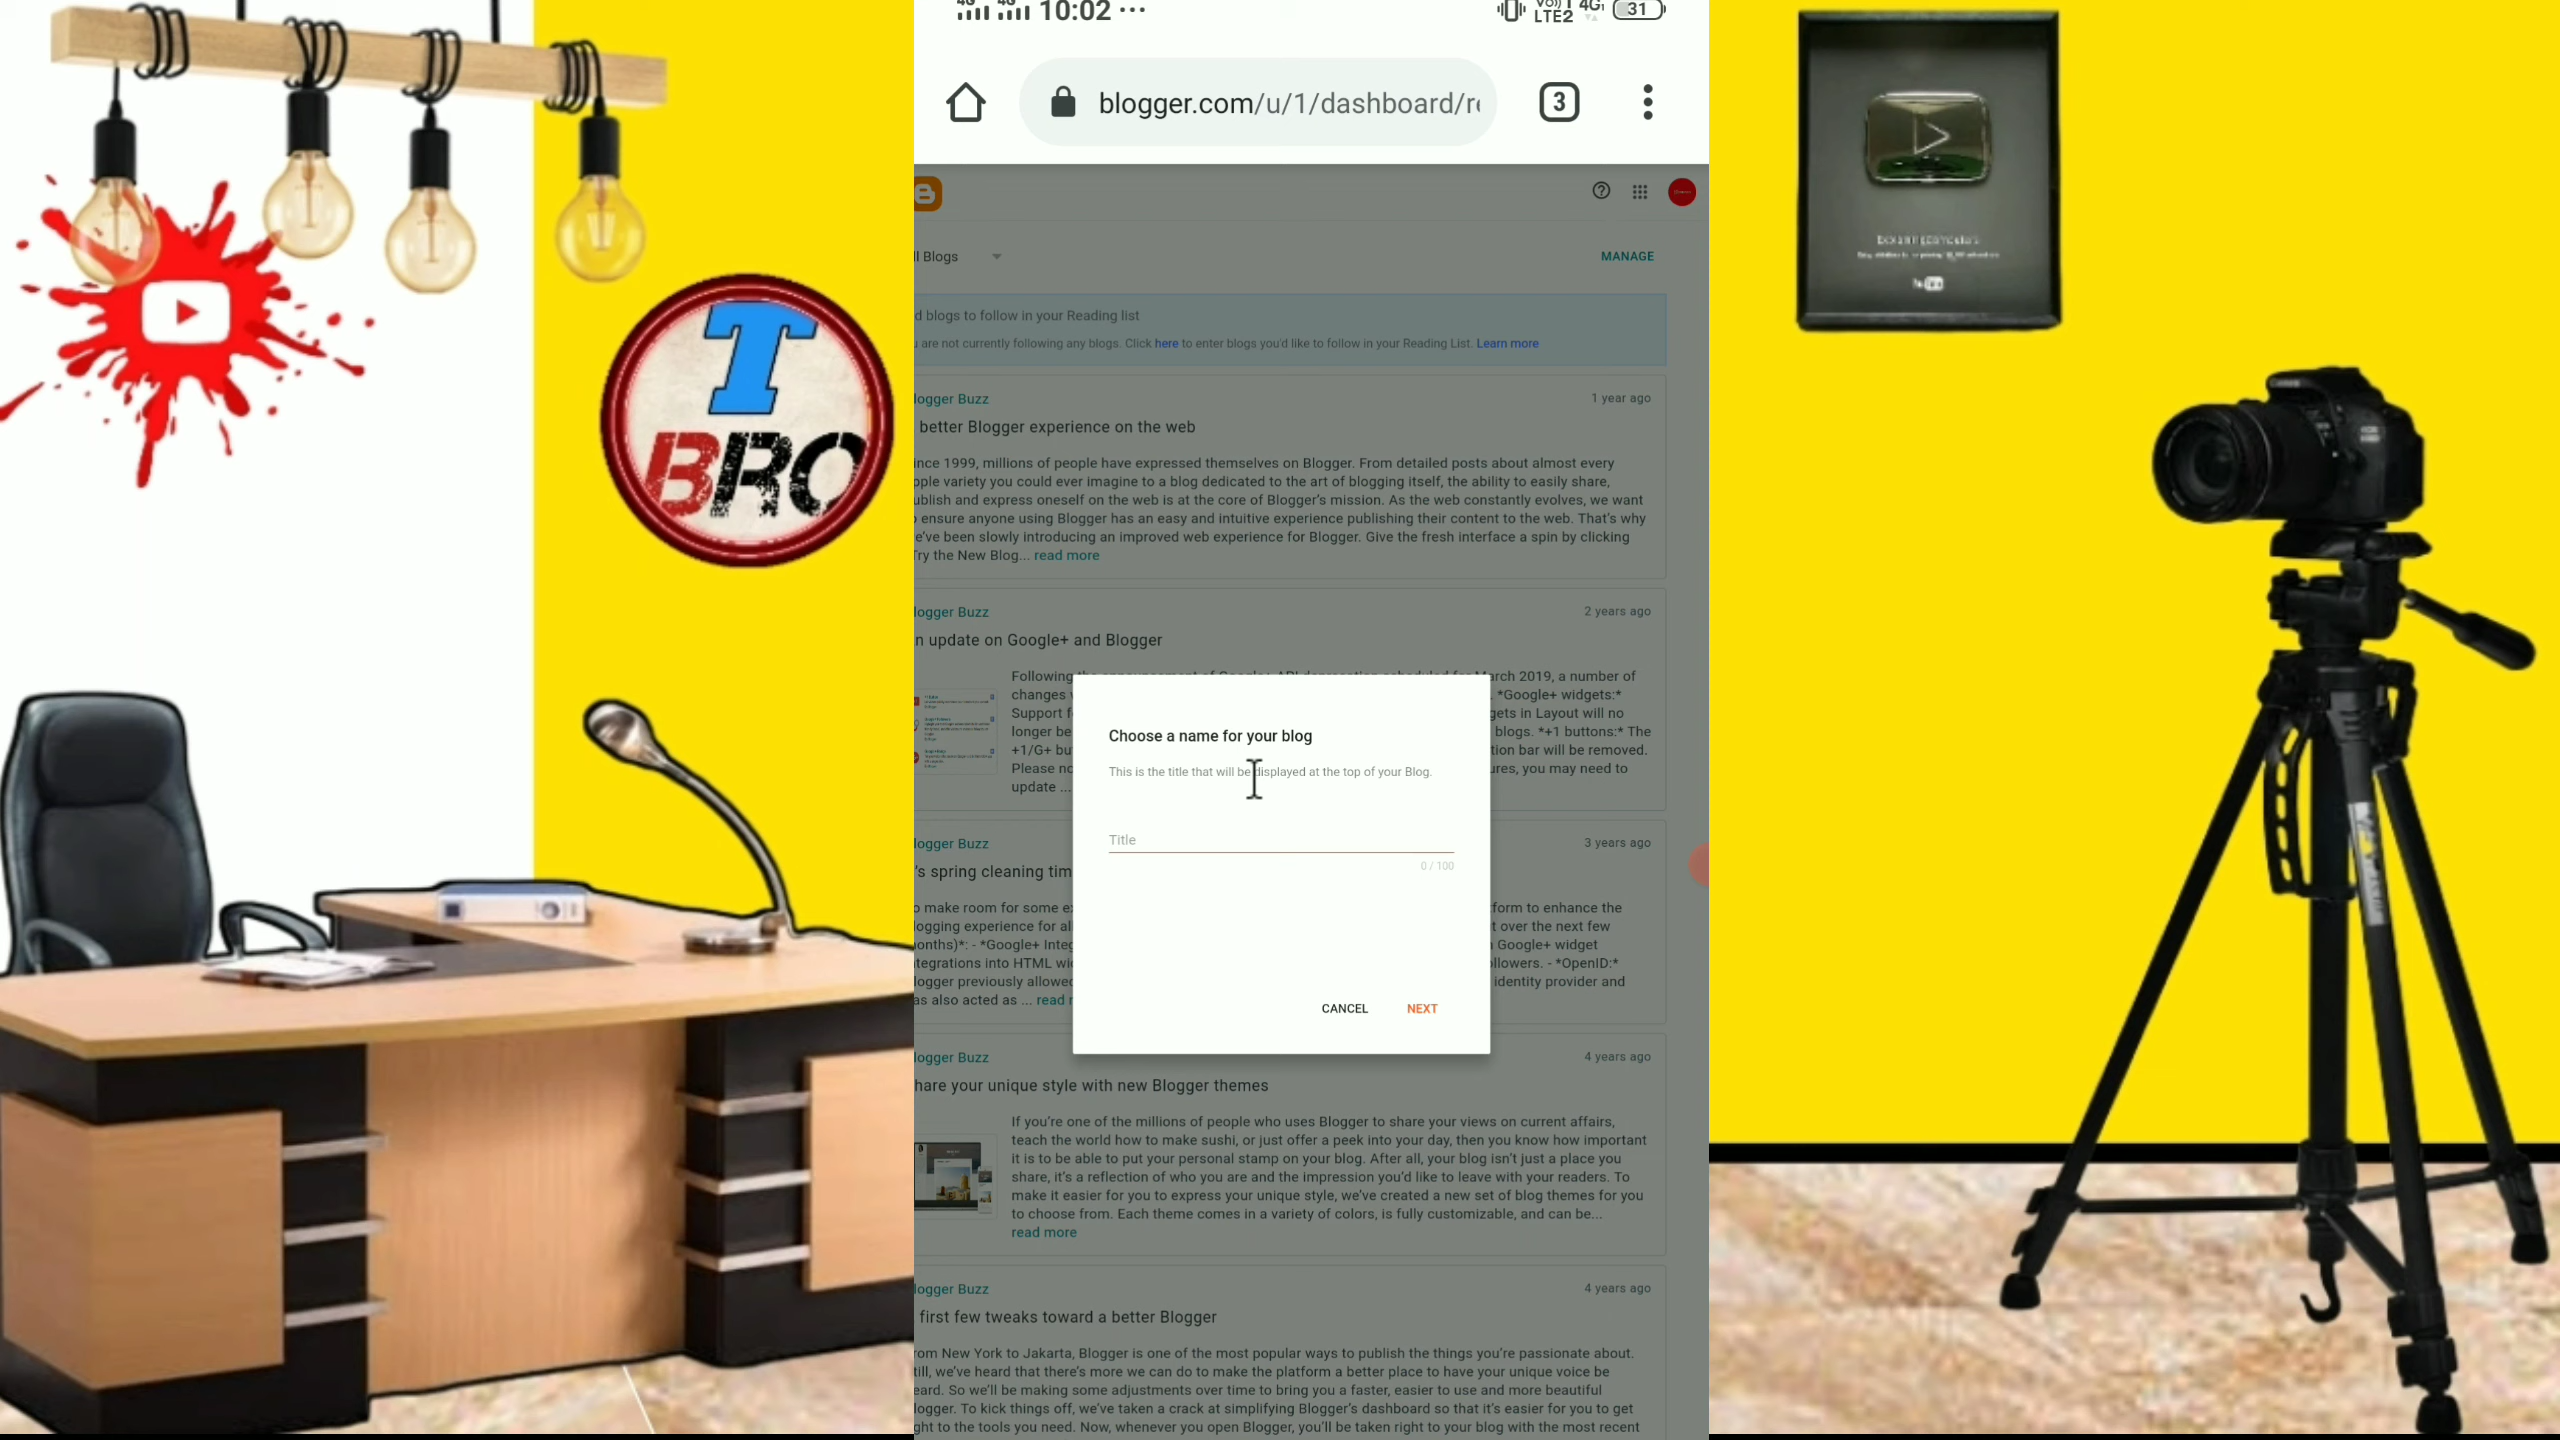 10:02 ···
4G
LTE2
31
blogger.com/u/1/dashboard/re
3
T
BRO
ll Blogs
MANAGE
d blogs to follow in your Reading list
u are not currently following any blogs. Click here to enter blogs you'd like to follow in your Reading List. Learn more
logger Buzz
1 year ago
better Blogger experience on the web
ince 1999, millions of people have expressed themselves on Blogger. From detailed posts about almost every
pple variety you could ever imagine to a blog dedicated to the art of blogging itself, the ability to easily share,
ublish and express oneself on the web is at the core of Blogger's mission. As the web constantly evolves, we want
o ensure anyone using Blogger has an easy and intuitive experience publishing their content to the web. That's why
e've been slowly introducing an improved web experience for Blogger. Give the fresh interface a spin by clicking
Try the New Blog... read more
logger Buzz
2 years ago
n update on Google+ and Blogger
Following the announcement of Google+ API deprecation scheduled for March 2019, a number of
changes
*Google+ widgets:*
Support f
gets in Layout will no
longer be
blogs. *+1 buttons:* The
+1/G+ bu
tion bar will be removed.
Please no
ures, you may need to
update ...
Choose a name for your blog
This is the title that will be displayed at the top of your Blog.
Title
0 / 100
CANCEL
NEXT
logger Buzz
3 years ago
's spring cleaning tim
o make room for some e
form to enhance the
logging experience for al
t over the next few
onths)*: - *Google+ Integ
Google+ widget
tegrations into HTML wi
llowers. - *OpenID:*
logger previously allowed
identity provider and
as also acted as ... read
logger Buzz
4 years ago
hare your unique style with new Blogger themes
If you're one of the millions of people who uses Blogger to share your views on current affairs,
teach the world how to make sushi, or just offer a peek into your day, then you know how important
it is to be able to put your personal stamp on your blog. After all, your blog isn't just a place you
share, it's a reflection of who you are and the impression you'd like to leave with your readers. To
make it easier for you to express your unique style, we've created a new set of blog themes for you
to choose from. Each theme comes in a variety of colors, is fully customizable, and can be...
read more
logger Buzz
4 years ago
first few tweaks toward a better Blogger
rom New York to Jakarta, Blogger is one of the most popular ways to publish the things you're passionate about.
till, we've heard that there's more we can do to make the platform a better place to have your unique voice be
eard. So we'll be making some adjustments over time to bring you a faster, easier to use and more beautiful
logger. To kick things off, we've taken a crack at simplifying Blogger's dashboard so that it's easier for you to get
ght to the tools you need. Now, whenever you open Blogger, you'll be taken right to your blog with the most recent